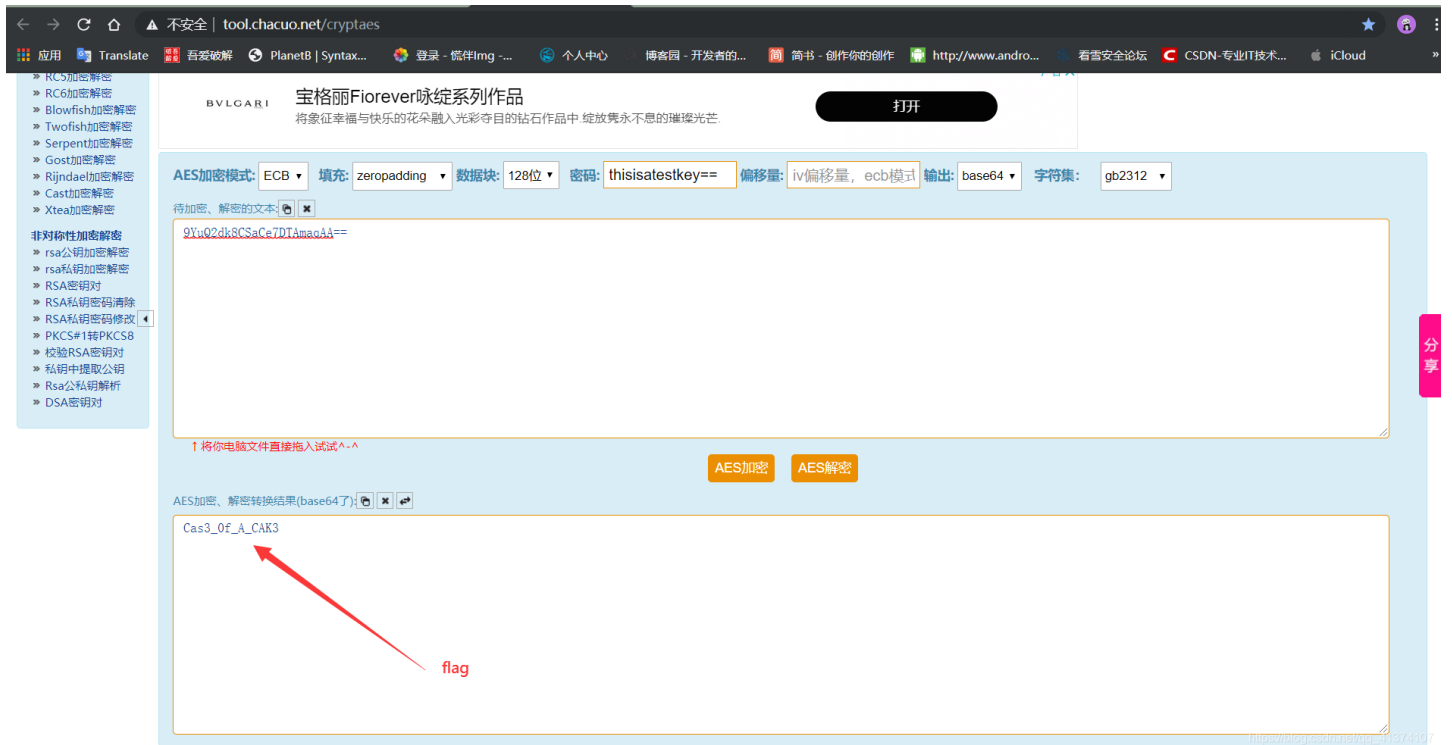 不安全 | tool.chacuo.net/cryptaes
应用 Translate 吾爱破解 PlanetB | Syntax... 登录 - 慌伴Img -... 个人中心 博客园 - 开发者的... 简书 - 创作你的创作 http://www.andro... 看雪安全论坛 CSDN-专业IT技术... iCloud »
» RC5加密解密
» RC6加密解密
» Blowfish加密解密
» Twofish加密解密
» Serpent加密解密
» Gost加密解密
» Rijndael加密解密
» Cast加密解密
» Xtea加密解密
非对称性加密解密
» rsa公钥加密解密
» rsa私钥加密解密
» RSA密钥对
» RSA私钥密码清除
» RSA私钥密码修改
» PKCS#1转PKCS8
» 校验RSA密钥对
» 私钥中提取公钥
» Rsa公私钥解析
» DSA密钥对
BVLGARI
宝格丽Fiorever咏绽系列作品
将象征幸福与快乐的花朵融入光彩夺目的钻石作品中.绽放隽永不息的璀璨光芒.
打开
AES加密模式: ECB 填充: zeropadding 数据块: 128位 密码: thisisatestkey== 偏移量: iv偏移量，ecb模式 输出: base64 字符集: gb2312
待加密、解密的文本:
9YuQ2dk8CSaCe7DTAmaqAA==
↑ 将你电脑文件直接拖入试试^-^
AES加密 AES解密
AES加密、解密转换结果(base64了):
Cas3_0f_A_CAK3
flag
分享